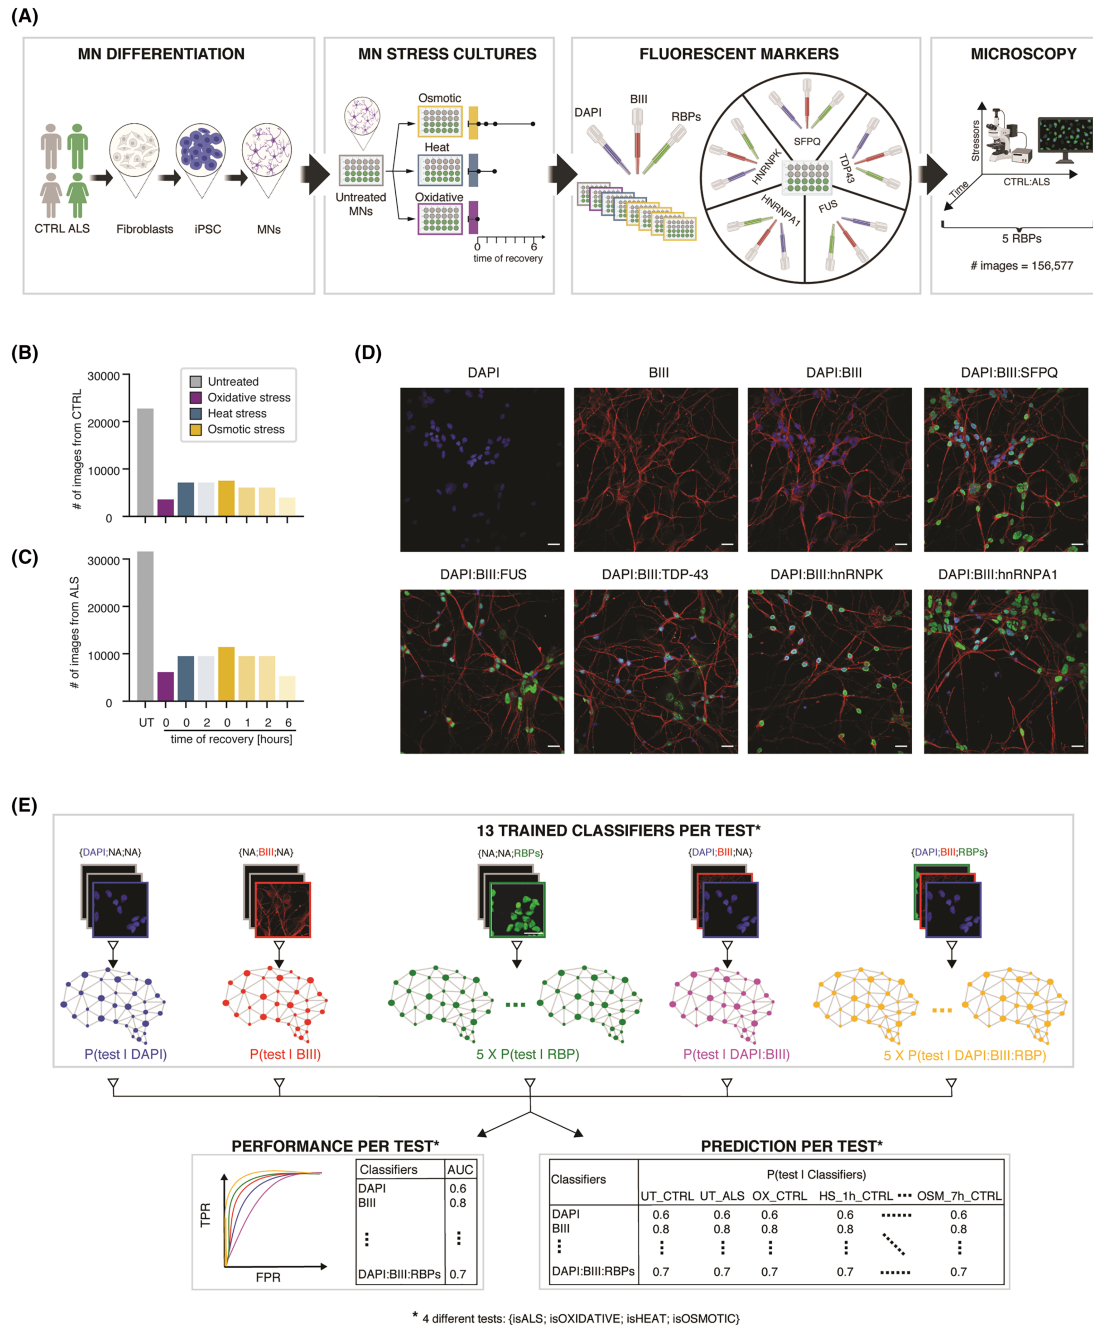 (A)
MN DIFFERENTIATION
MN STRESS CULTURES
FLUORESCENT MARKERS
MICROSCOPY
CTRL ALS
Fibroblasts
iPSC
MNs
Untreated
MNs
Osmotic
Heat
Oxidative
0
6
time of recovery
DAPI
BIII
RBPs
SFPQ
TDP43
FUS
HNRNPA1
HNRNPK
Stressors
Time
CTRL:ALS
5 RBPs
# images = 156,577
(B)
# of images from CTRL
30000
20000
10000
0
Untreated
Oxidative stress
Heat stress
Osmotic stress
(C)
# of images from ALS
30000
20000
10000
0
UT 0 0 2 0 1 2 6
time of recovery [hours]
(D)
DAPI
BIII
DAPI:BIII
DAPI:BIII:SFPQ
DAPI:BIII:FUS
DAPI:BIII:TDP-43
DAPI:BIII:hnRNPK
DAPI:BIII:hnRNPA1
(E)
13 TRAINED CLASSIFIERS PER TEST*
{DAPI;NA;NA}
{NA;BIII;NA}
{NA;NA;RBPs}
{DAPI;BIII;NA}
{DAPI;BIII;RBPs}
P(test I DAPI)
P(test I BIII)
5 X P(test I RBP)
P(test I DAPI:BIII)
5 X P(test I DAPI:BIII:RBP)
PERFORMANCE PER TEST*
TPR
FPR
Classifiers AUC
DAPI 0.6
BIII 0.8
DAPI:BIII:RBPs 0.7
PREDICTION PER TEST*
Classifiers
P(test I Classifiers)
UT_CTRL UT_ALS OX_CTRL HS_1h_CTRL OSM_7h_CTRL
DAPI 0.6 0.6 0.6 0.6 0.6
BIII 0.8 0.8 0.8 0.8 0.8
DAPI:BIII:RBPs 0.7 0.7 0.7 0.7 0.7
* 4 different tests: {isALS; isOXIDATIVE; isHEAT; isOSMOTIC}